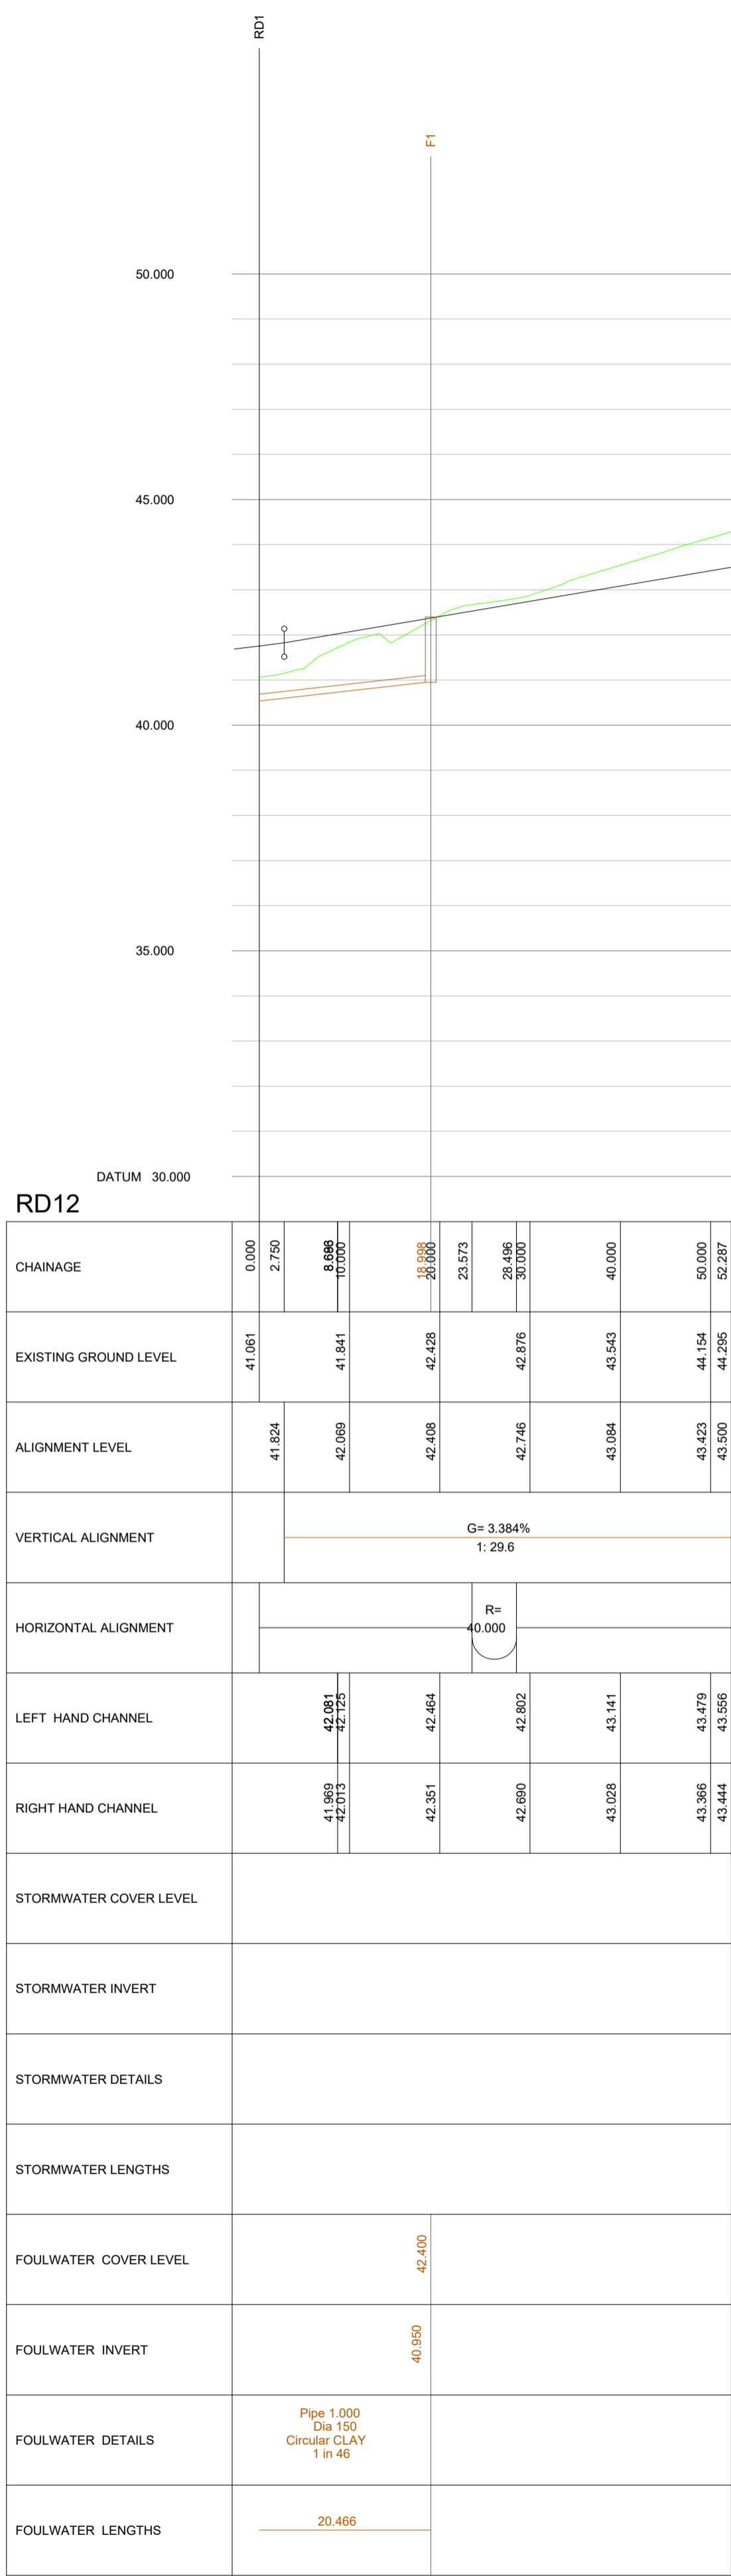 RD1
F1
50.000
45.000
40.000
35.000
DATUM 30.000
RD12
CHAINAGE
0.000
2.750
8.693
10.000
18.998
20.000
23.573
28.496
30.000
40.000
50.000
52.287
EXISTING GROUND LEVEL
41.061
41.841
42.428
42.876
43.543
44.154
44.295
ALIGNMENT LEVEL
41.824
42.069
42.408
42.746
43.084
43.423
43.500
VERTICAL ALIGNMENT
G= 3.384%
1: 29.6
HORIZONTAL ALIGNMENT
R=
40.000
LEFT HAND CHANNEL
42.081
42.125
42.464
42.802
43.141
43.479
43.556
RIGHT HAND CHANNEL
41.969
42.013
42.351
42.690
43.028
43.366
43.444
STORMWATER COVER LEVEL
STORMWATER INVERT
STORMWATER DETAILS
STORMWATER LENGTHS
FOULWATER COVER LEVEL
42.400
FOULWATER INVERT
40.950
FOULWATER DETAILS
Pipe 1.000
Dia 150
Circular CLAY
1 in 46
FOULWATER LENGTHS
20.466